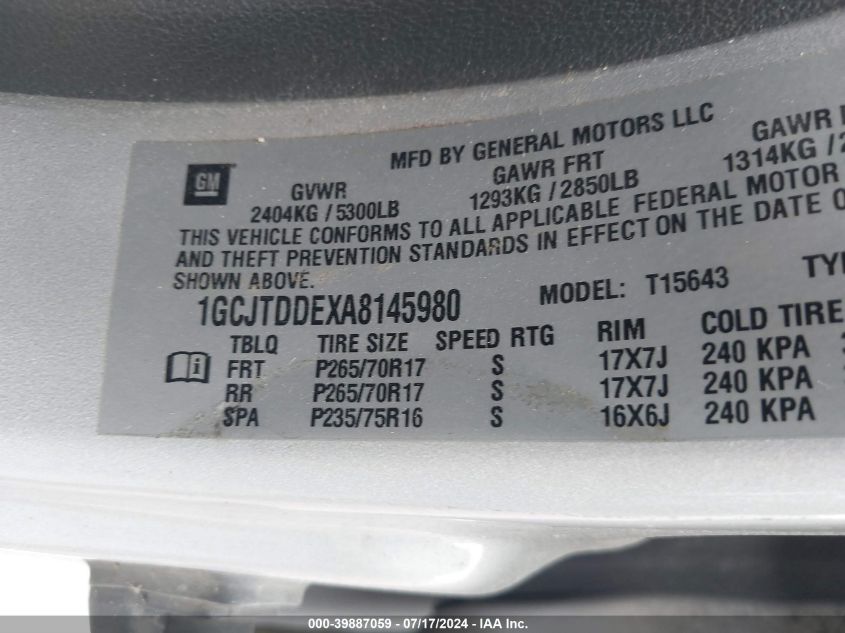 MFD BY GENERAL MOTORS LLC
GM GVWR GAWR FRT GAWR
2404KG / 5300LB 1293KG / 2850LB 1314KG /
THIS VEHICLE CONFORMS TO ALL APPLICABLE FEDERAL MOTOR
AND THEFT PREVENTION STANDARDS IN EFFECT ON THE DATE
SHOWN ABOVE.
1GCJTDDEXA8145980 MODEL: T15643
TBLQ TIRE SIZE SPEED RTG RIM COLD TIRE
FRT P265/70R17 S 17X7J 240 KPA
RR P265/70R17 S 17X7J 240 KPA
SPA P235/75R16 S 16X6J 240 KPA
000-39887059 - 07/17/2024 - IAA Inc.